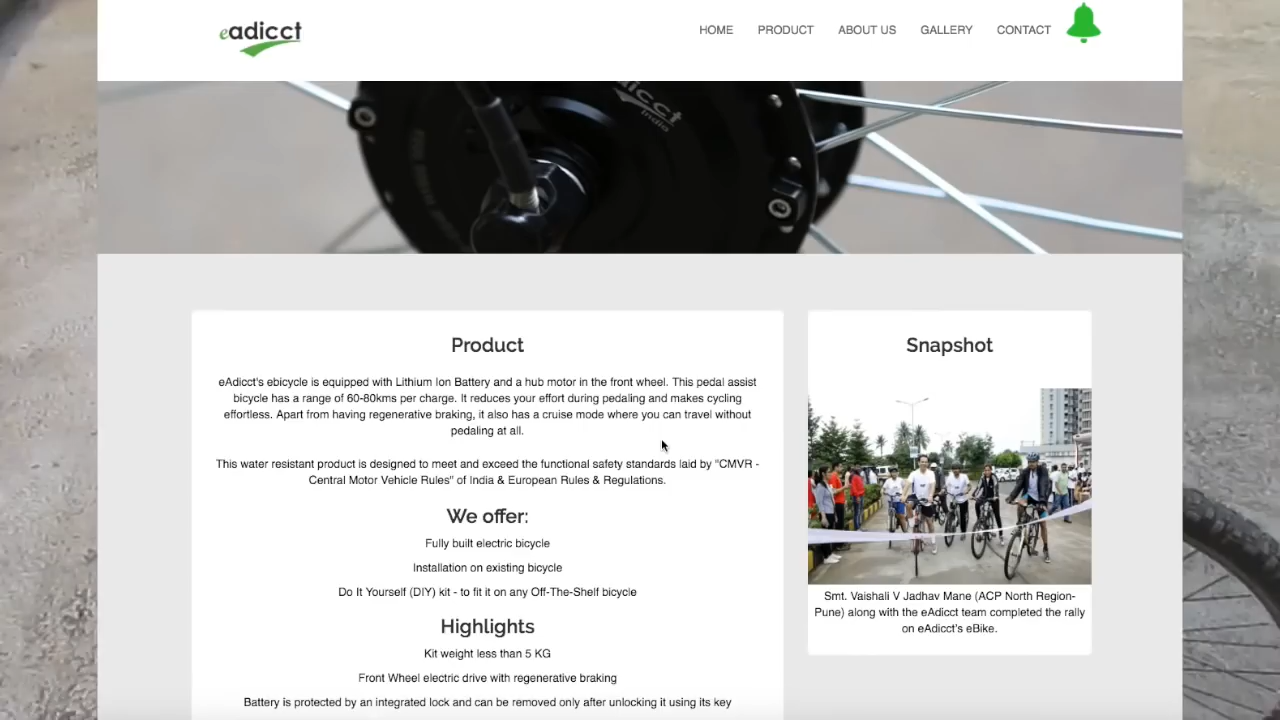 eadicct
HOME PRODUCT ABOUT US GALLERY CONTACT
india
Product
eAdicct's ebicycle is equipped with Lithium Ion Battery and a hub motor in the front wheel. This pedal assist
bicycle has a range of 60-80kms per charge. It reduces your effort during pedaling and makes cycling
effortless. Apart from having regenerative braking, it also has a cruise mode where you can travel without
pedaling at all.
This water resistant product is designed to meet and exceed the functional safety standards laid by "CMVR -
Central Motor Vehicle Rules" of India & European Rules & Regulations.
We offer:
Fully built electric bicycle
Installation on existing bicycle
Do It Yourself (DIY) kit - to fit it on any Off-The-Shelf bicycle
Highlights
Kit weight less than 5 KG
Front Wheel electric drive with regenerative braking
Battery is protected by an integrated lock and can be removed only after unlocking it using its key
Snapshot
Smt. Vaishali V Jadhav Mane (ACP North Region-
Pune) along with the eAdicct team completed the rally
on eAdicct's eBike.